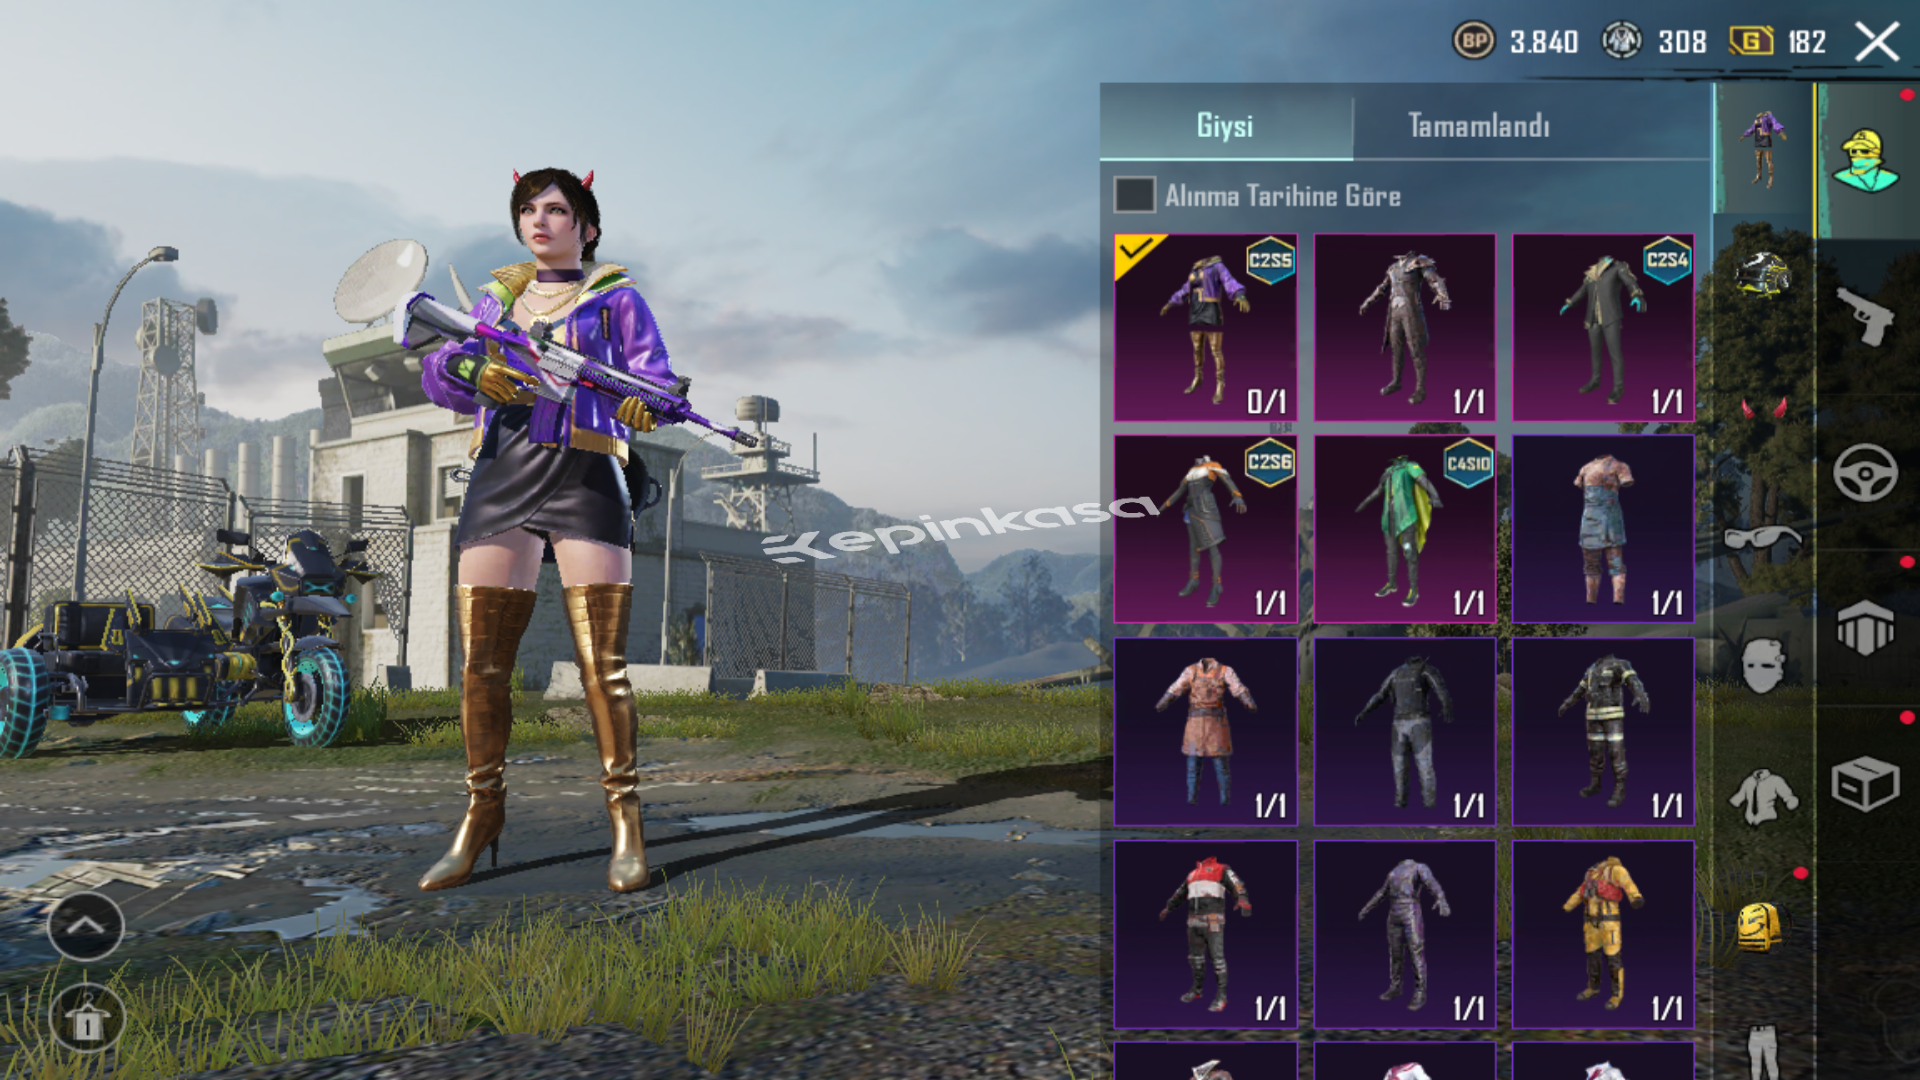 BP 3.840 308 G 182
Giysi Tamamlandı
Alınma Tarihine Göre
C2S5 C2S4
0/1 1/1 1/1
C2S6 C4S10
epinkasa
1/1 1/1 1/1
1/1 1/1 1/1
1/1 1/1 1/1
1